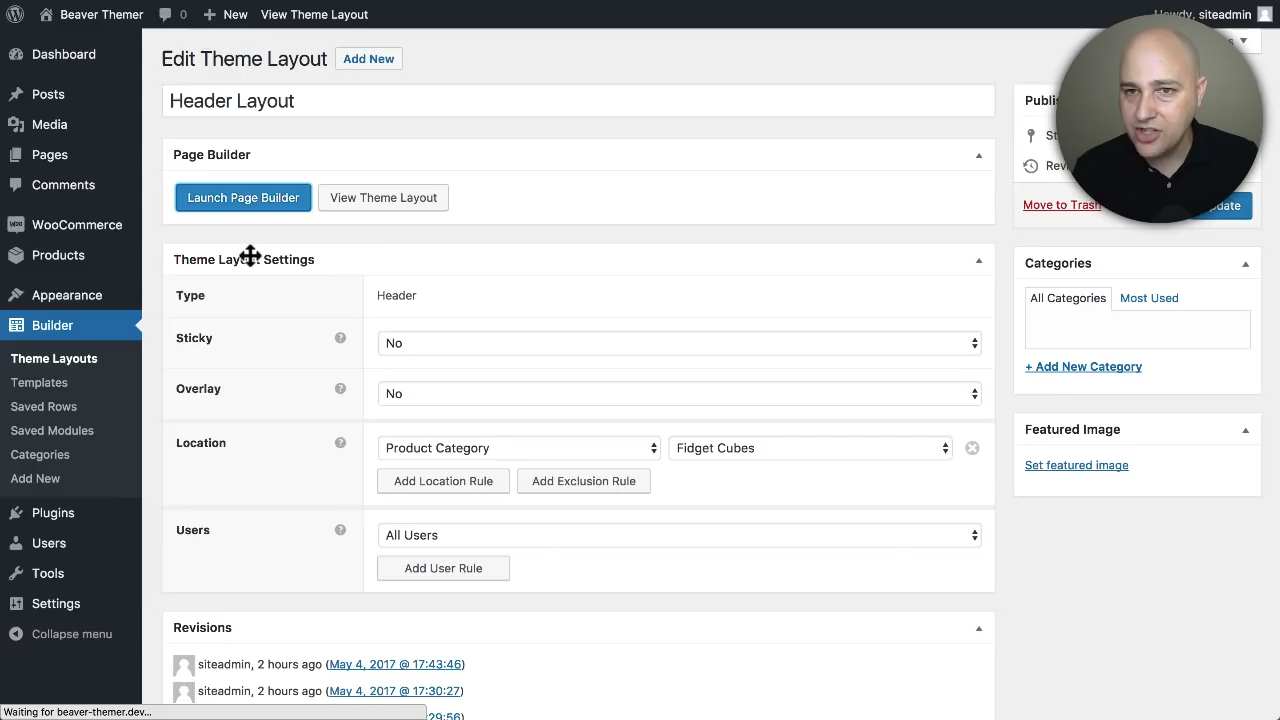 Beaver Themer 0 New View Theme Layout Howdy, siteadmin
Dashboard
Posts
Media
Pages
Comments
WooCommerce
Products
Appearance
Builder
Theme Layouts
Templates
Saved Rows
Saved Modules
Categories
Add New
Plugins
Users
Tools
Settings
Collapse menu
Edit Theme Layout Add New
Header Layout
Page Builder
Launch Page Builder View Theme Layout
Theme Layout Settings
Type Header
Sticky No
Overlay No
Location Product Category Fidget Cubes
Add Location Rule Add Exclusion Rule
Users All Users
Add User Rule
Revisions
siteadmin, 2 hours ago (May 4, 2017 @ 17:43:46)
siteadmin, 2 hours ago (May 4, 2017 @ 17:30:27)
29:56)
Move to Trash
Categories
All Categories Most Used
+ Add New Category
Featured Image
Set featured image
Waiting for beaver-themer.dev...